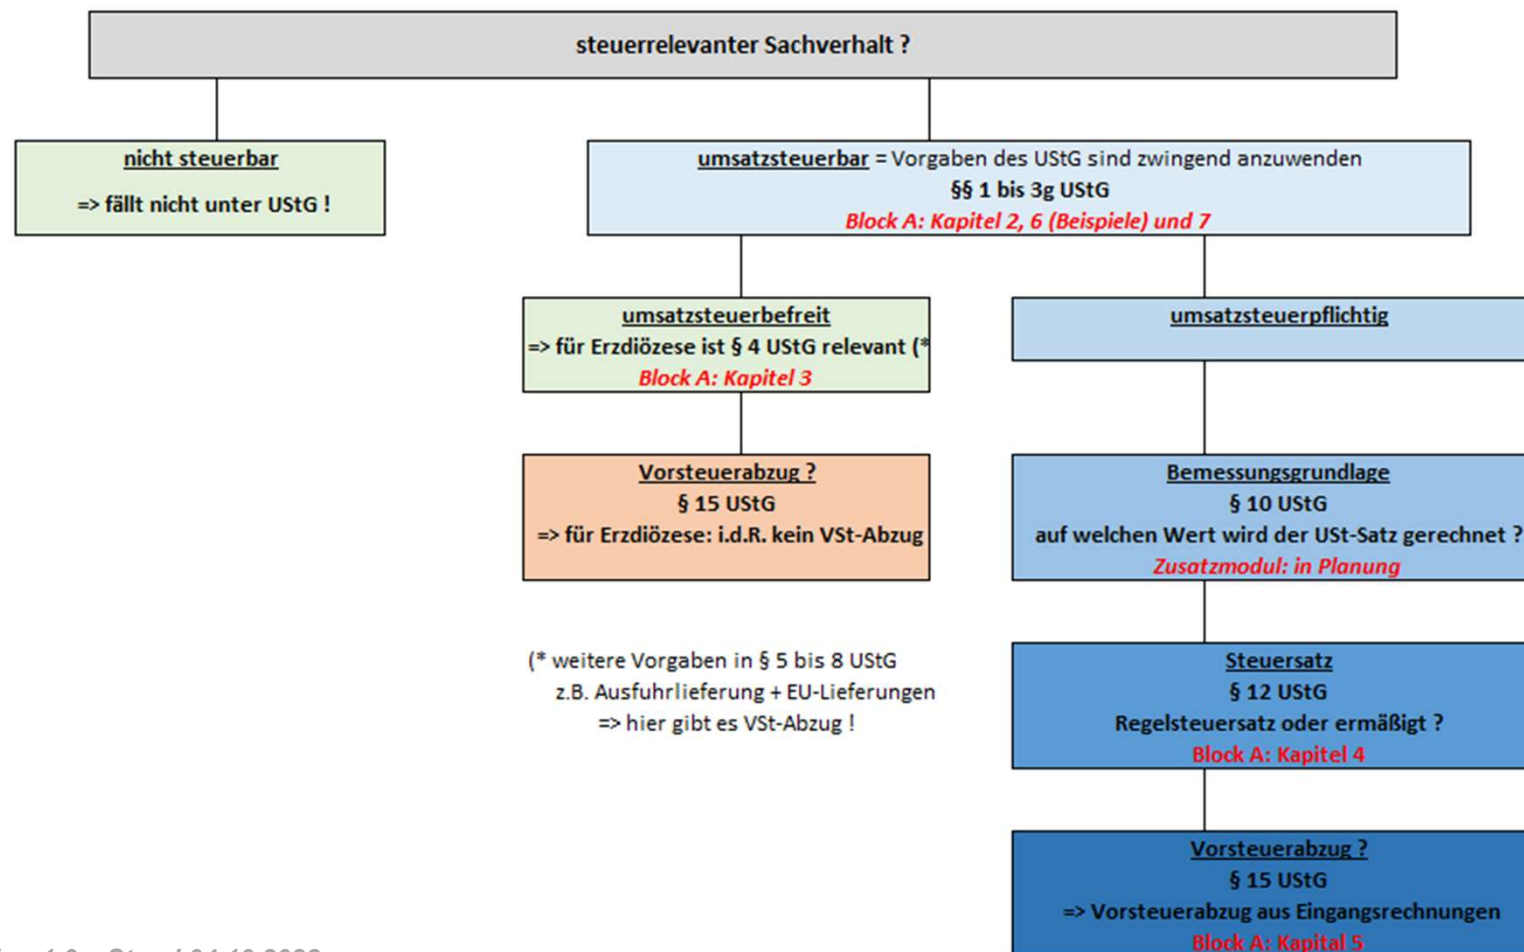 steuerrelevanter Sachverhalt ?
nicht steuerbar
=> fällt nicht unter UStG !
umsatzsteuerbar = Vorgaben des UStG sind zwingend anzuwenden
§§ 1 bis 3g UStG
Block A: Kapitel 2, 6 (Beispiele) und 7
umsatzsteuerbefreit
=> für Erzdiözese ist § 4 UStG relevant (*
Block A: Kapitel 3
umsatzsteuerpflichtig
Vorsteuerabzug ?
§ 15 UStG
=> für Erzdiözese: i.d.R. kein VSt-Abzug
Bemessungsgrundlage
§ 10 UStG
auf welchen Wert wird der USt-Satz gerechnet ?
Zusatzmodul: in Planung
(* weitere Vorgaben in § 5 bis 8 UStG
z.B. Ausfuhrlieferung + EU-Lieferungen
=> hier gibt es VSt-Abzug !
Steuersatz
§ 12 UStG
Regelsteuersatz oder ermäßigt ?
Block A: Kapitel 4
Vorsteuerabzug ?
§ 15 UStG
=> Vorsteuerabzug aus Eingangsrechnungen
Block A: Kapital 5